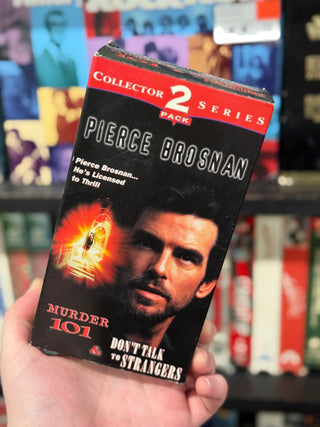 COLLECTOR 2 SERIES
PACK
PIERCE BROSNAN
Pierce Brosnan...
He's Licensed
to Thrill
MURDER
101
DON'T TALK
TO STRANGERS